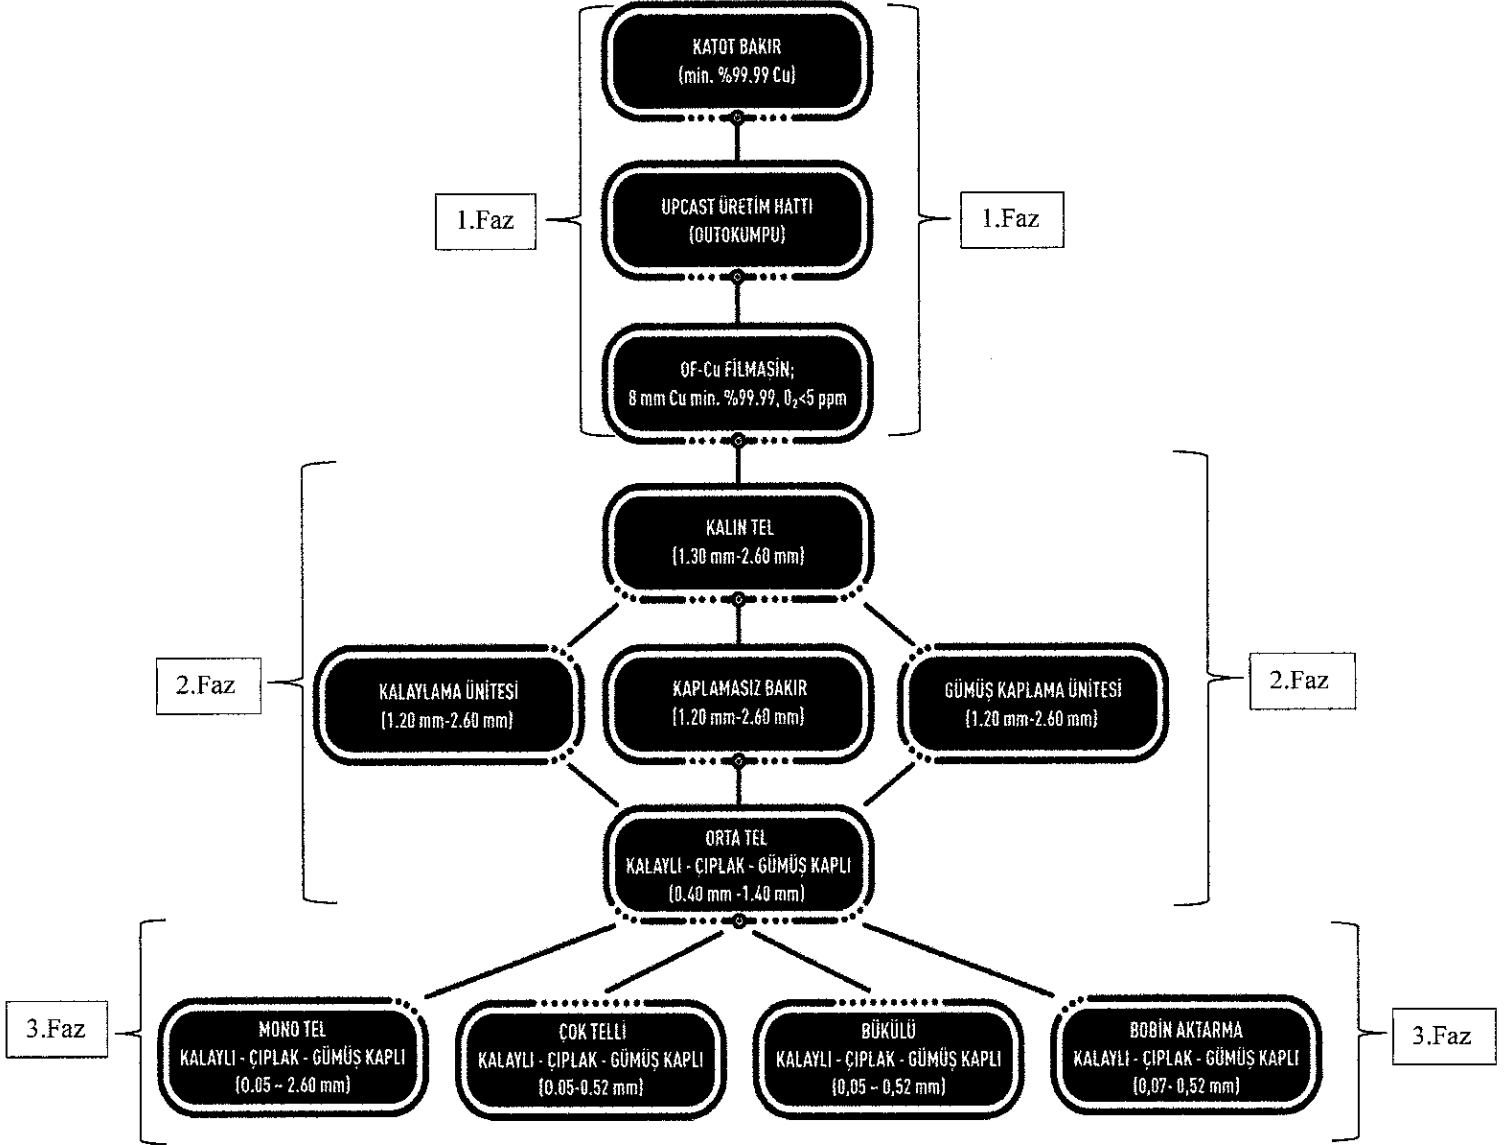 KATOT BAKIR
(min. %99.99 Cu)
1.Faz
UPCAST ÜRETİM HATTI
(OUTOKUMPU)
1.Faz
OF-Cu FİLMAŞİN;
8 mm Cu min. %99.99, O₂<5 ppm
KALIN TEL
(1.30 mm-2.60 mm)
2.Faz
KALAYLAMA ÜNİTESİ
(1.20 mm-2.60 mm)
KAPLAMASIZ BAKIR
(1.20 mm-2.60 mm)
GÜMÜŞ KAPLAMA ÜNİTESİ
(1.20 mm-2.60 mm)
2.Faz
ORTA TEL
KALAYLI - ÇIPLAK - GÜMÜŞ KAPLI
(0.40 mm -1.40 mm)
3.Faz
MONO TEL
KALAYLI - ÇIPLAK - GÜMÜŞ KAPLI
(0.05 ~ 2.60 mm)
ÇOK TELLİ
KALAYLI - ÇIPLAK - GÜMÜŞ KAPLI
(0.05-0.52 mm)
BÜKÜLÜ
KALAYLI - ÇIPLAK - GÜMÜŞ KAPLI
(0,05 ~ 0,52 mm)
BOBİN AKTARMA
KALAYLI - ÇIPLAK - GÜMÜŞ KAPLI
(0,07- 0,52 mm)
3.Faz